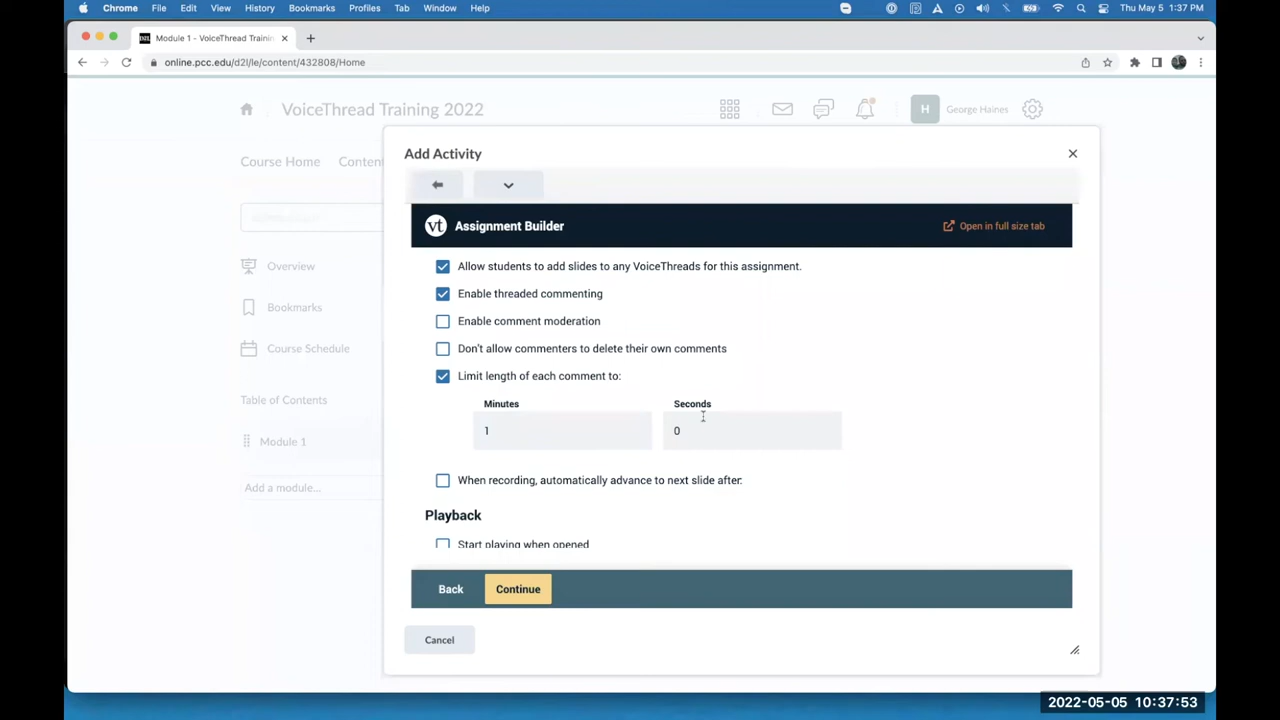 Chrome File Edit View History Bookmarks Profiles Tab Window Help Thu May 5 1:37 PM
D2L Module 1 - VoiceThread Trainin
online.pcc.edu/d2l/le/content/432808/Home
VoiceThread Training 2022 H George Haines
Add Activity
Course Home Conten
vt Assignment Builder Open in full size tab
Allow students to add slides to any VoiceThreads for this assignment.
Overview
Enable threaded commenting
Bookmarks
Enable comment moderation
Course Schedule
Don't allow commenters to delete their own comments
Limit length of each comment to:
Table of Contents
Minutes Seconds
1 0
Module 1
When recording, automatically advance to next slide after:
Add a module...
Playback
Start playing when opened
Back Continue
Cancel
2022-05-05 10:37:53